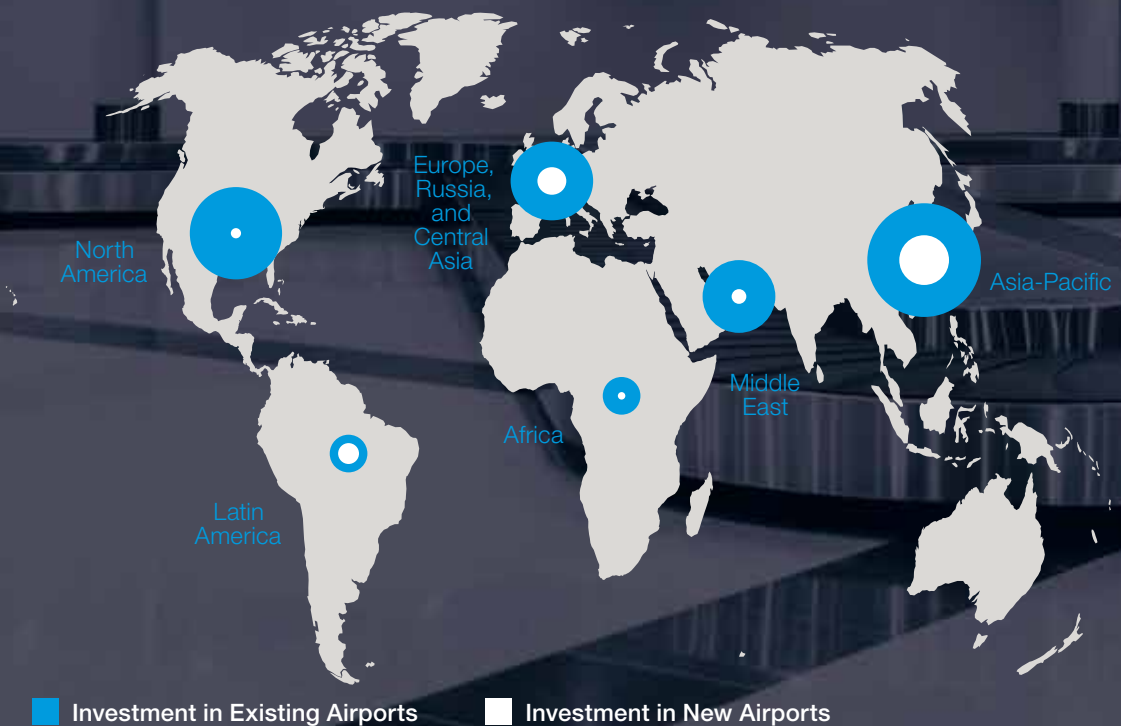 Europe,
Russia,
and
Central
Asia
North
America
Asia-Pacific
Middle
East
Africa
Latin
America
Investment in Existing Airports
Investment in New Airports